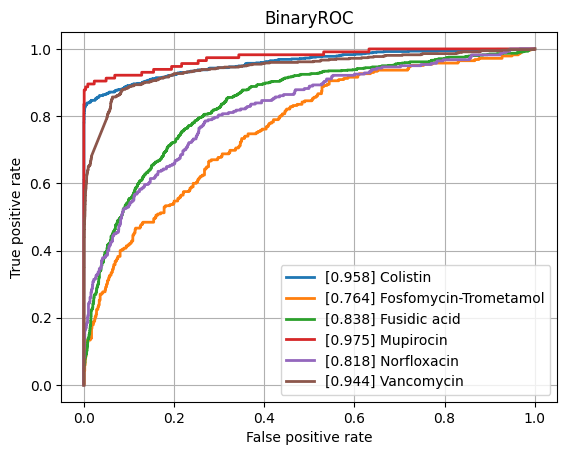 BinaryROC
True positive rate
1.0
0.8
0.6
0.4
0.2
0.0
[0.958] Colistin
[0.764] Fosfomycin-Trometamol
[0.838] Fusidic acid
[0.975] Mupirocin
[0.818] Norfloxacin
[0.944] Vancomycin
0.0 0.2 0.4 0.6 0.8 1.0
False positive rate